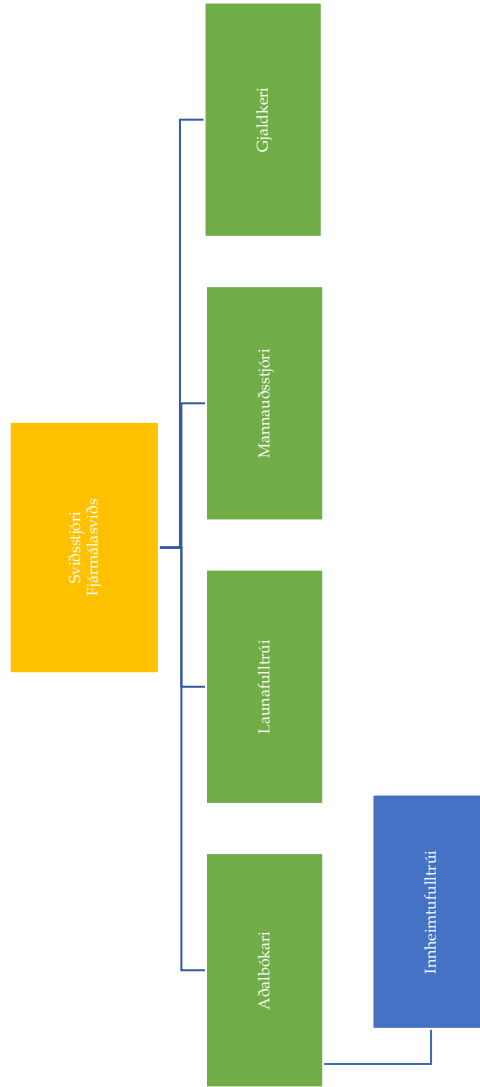 Sviðsstjóri
Fjármálasviðs
Aðalbókari
Launafulltrúi
Mannauðsstjóri
Gjaldkeri
Innheimtufulltrúi